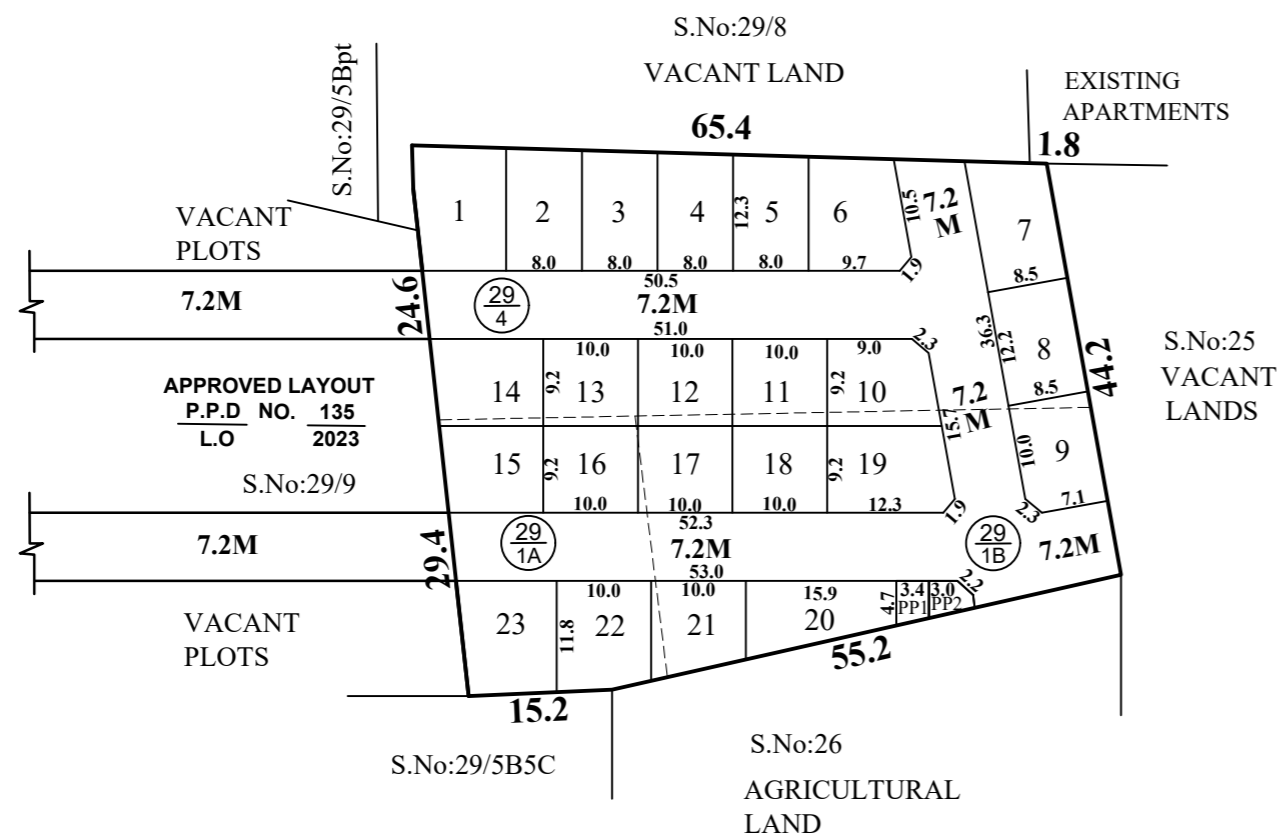 S.No:29/8
VACANT LAND
S.No:29/5Bpt
EXISTING
APARTMENTS
65.4
1.8
VACANT
PLOTS
1
2
3
4
12.3
5
6
10.5
7.2
M
7
8.0
8.0
8.0
8.0
9.7
1.9
8.5
7.2M
24.6
29
4
50.5
7.2M
51.0
2.3
36.3
12.2
8
44.2
S.No:25
VACANT
LANDS
10.0
10.0
10.0
9.0
APPROVED LAYOUT
P.P.D NO. 135
L.O 2023
14
9.2
13
12
11
9.2
10
15.7
7.2
M
8.5
S.No:29/9
15
9.2
16
17
18
9.2
19
10.0
9
10.0
10.0
10.0
12.3
1.9
2.3
7.1
7.2M
29.4
29
1A
52.3
7.2M
53.0
29
1B
7.2M
2.2
VACANT
PLOTS
23
11.8
10.0
22
10.0
21
15.9
20
4.7
3.4
PP1
3.0
PP2
55.2
15.2
S.No:29/5B5C
S.No:26
AGRICULTURAL
LAND